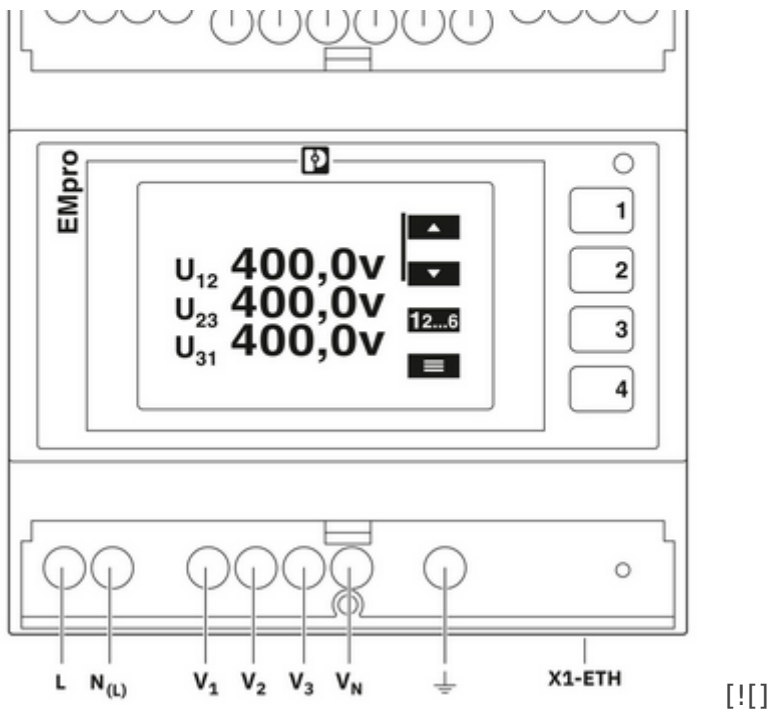 EMpro
U12 400,0v
U23 400,0v
U31 400,0v
12...6
1
2
3
4
L N(L) V1 V2 V3 VN X1-ETH
[![]